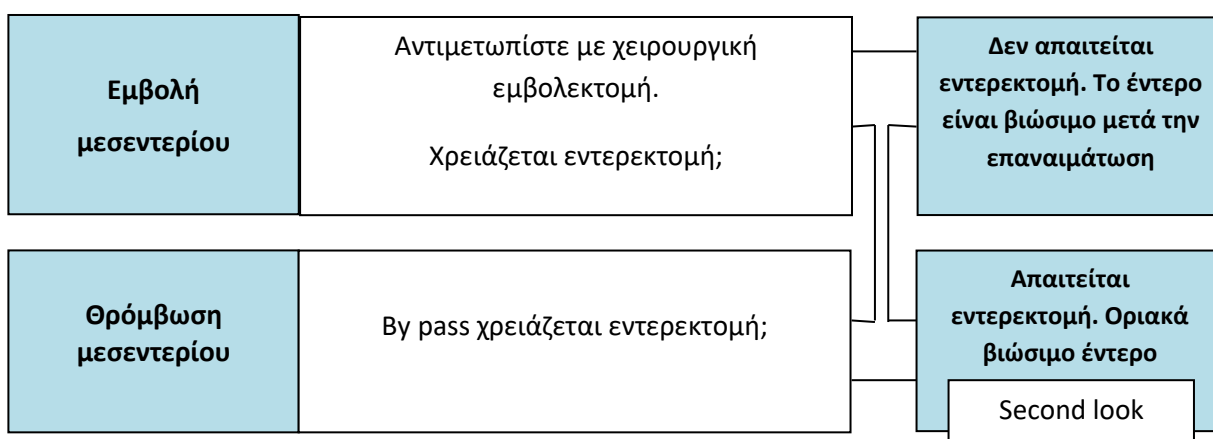 Εμβολή
μεσεντερίου
Αντιμετωπίστε με χειρουργική
εμβολεκτομή.
Χρειάζεται εντερεκτομή;
Δεν απαιτείται
εντερεκτομή. Το έντερο
είναι βιώσιμο μετά την
επαναιμάτωση
Θρόμβωση
μεσεντερίου
By pass χρειάζεται εντερεκτομή;
Απαιτείται
εντερεκτομή. Οριακά
βιώσιμο έντερο
Second look